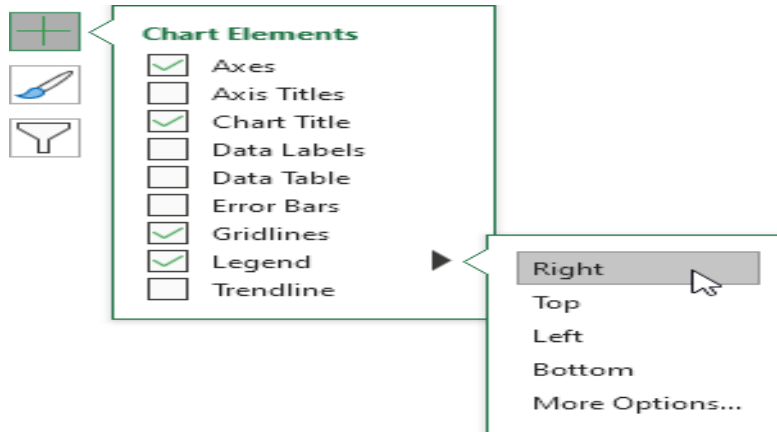 Chart Elements
Axes
Axis Titles
Chart Title
Data Labels
Data Table
Error Bars
Gridlines
Legend
Trendline
Right
Top
Left
Bottom
More Options...